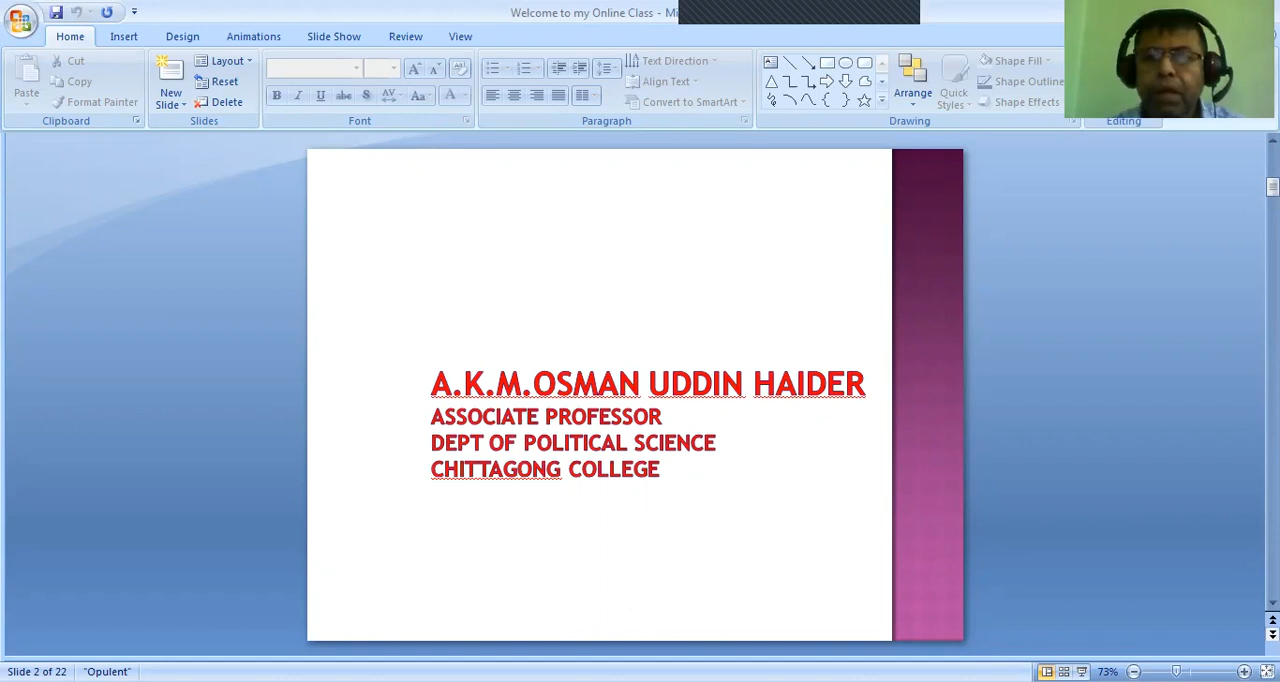 Welcome to my Online Class - Mi
Home Insert Design Animations Slide Show Review View
Paste
Cut
Copy
Format Painter
Clipboard
New Slide
Layout
Reset
Delete
Slides
B I U abc S AV Aa A
Font
Text Direction
Align Text
Convert to SmartArt
Paragraph
Arrange
Quick Styles
Shape Fill
Shape Outline
Shape Effects
Drawing
Editing
A.K.M.OSMAN UDDIN HAIDER
ASSOCIATE PROFESSOR
DEPT OF POLITICAL SCIENCE
CHITTAGONG COLLEGE
Slide 2 of 22 "Opulent" 73%